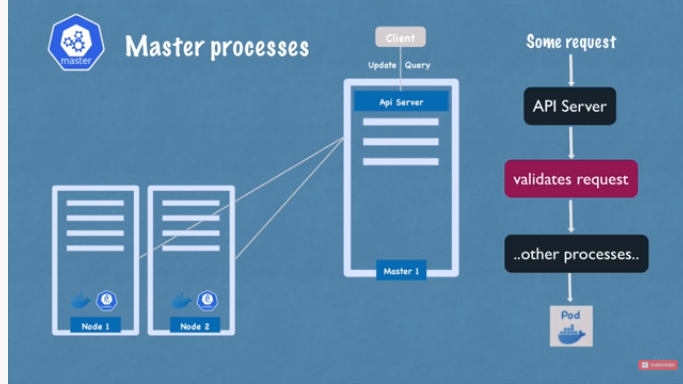 master
Master processes
Client
Update Query
Api Server
Master 1
Node 1
Node 2
Some request
API Server
validates request
..other processes..
Pod
SUBSCRIBE